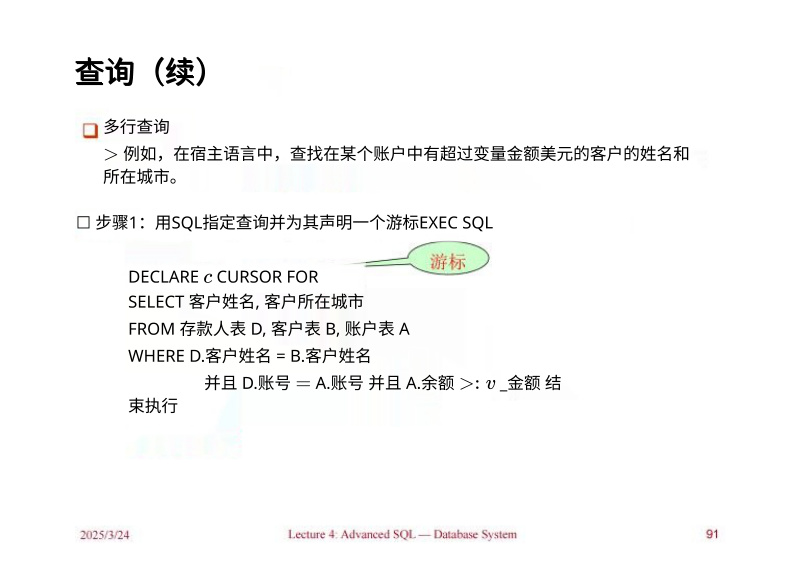 查询（续）
多行查询
> 例如，在宿主语言中，查找在某个账户中有超过变量金额美元的客户的姓名和
所在城市。
□ 步骤1：用SQL指定查询并为其声明一个游标EXEC SQL
游标
DECLARE c CURSOR FOR
SELECT 客户姓名, 客户所在城市
FROM 存款人表 D, 客户表 B, 账户表 A
WHERE D.客户姓名 = B.客户姓名
并且 D.账号 = A.账号 并且 A.余额 >: v _金额 结
束执行
2025/3/24
Lecture 4: Advanced SQL — Database System
91